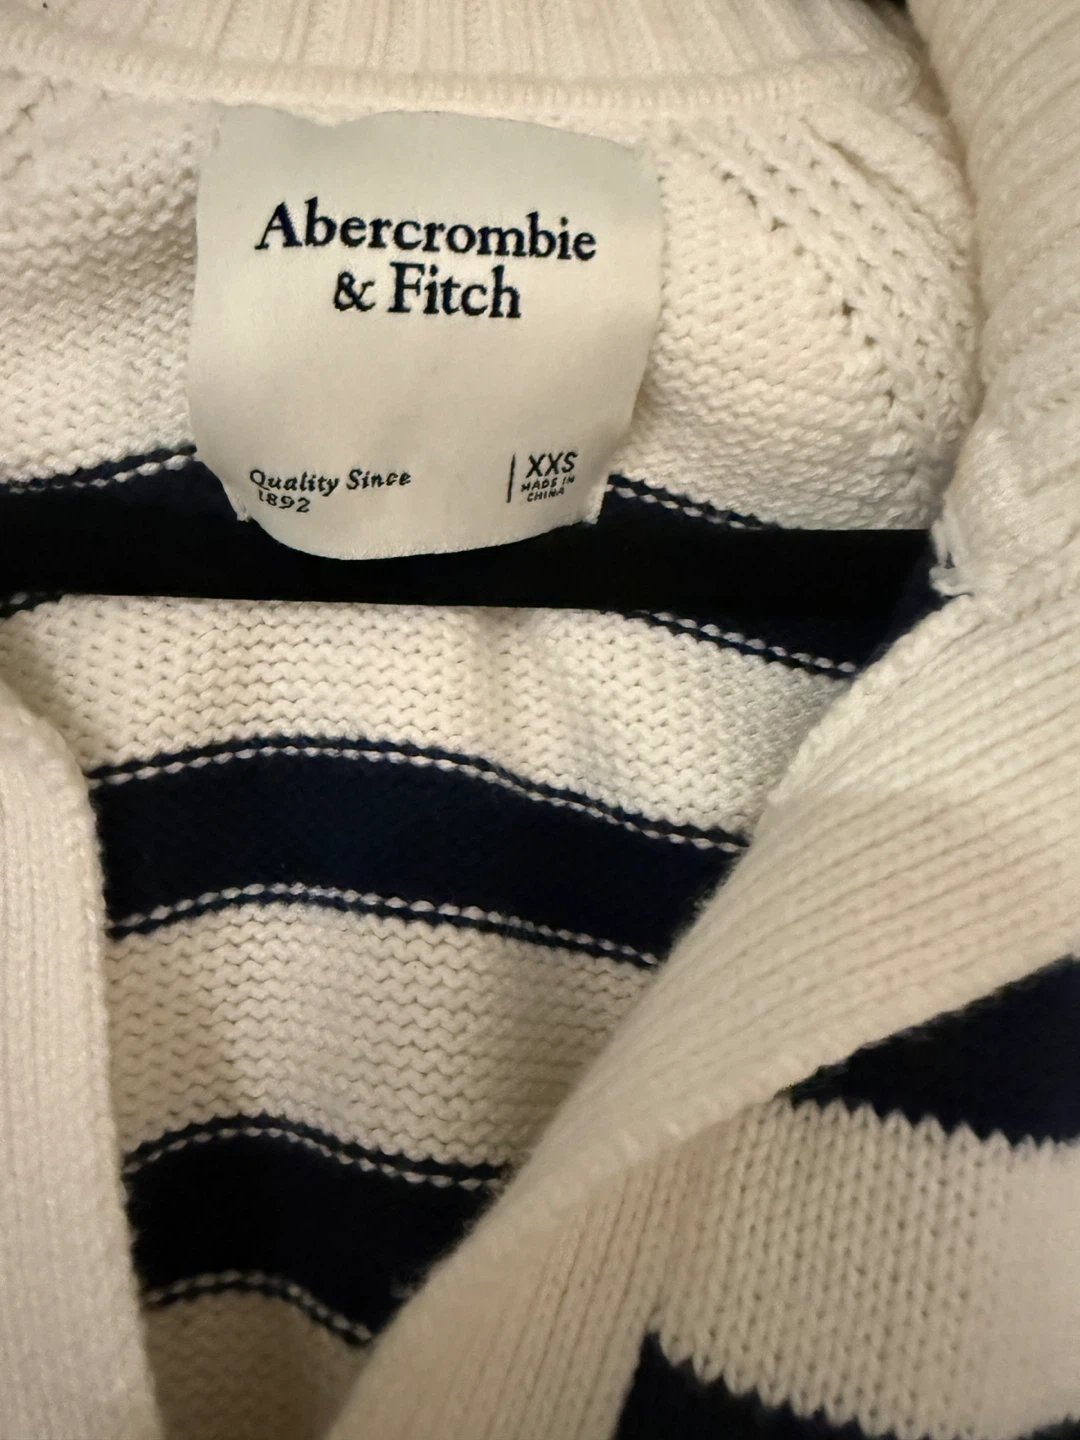 Abercrombie
& Fitch
Quality Since
1892
XXS
MADE IN
CHINA